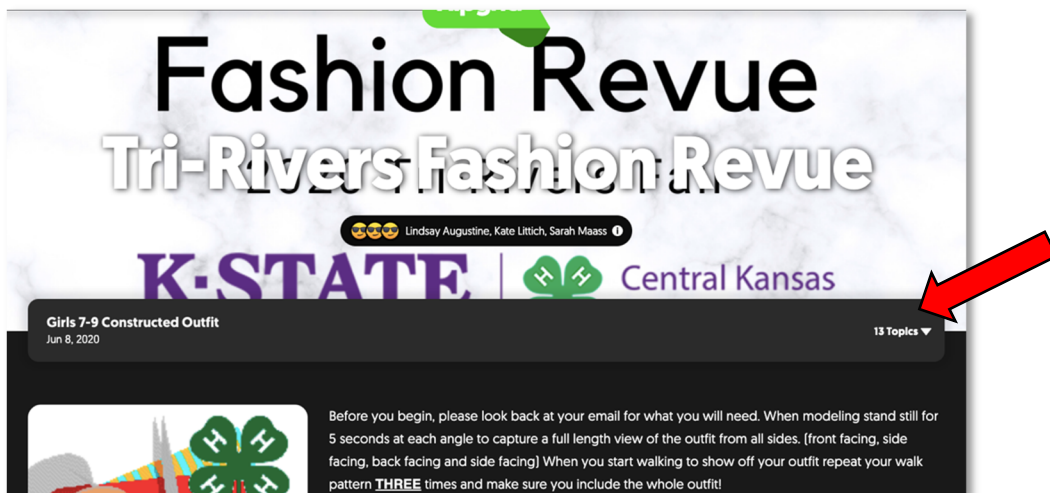 Fashion Revue
Tri-Rivers Fashion Revue
Lindsay Augustine, Kate Littich, Sarah Maass
K-STATE
Central Kansas
Girls 7-9 Constructed Outfit
Jun 8, 2020
13 Topics
H H
H H
Before you begin, please look back at your email for what you will need. When modeling stand still for
5 seconds at each angle to capture a full length view of the outfit from all sides. (front facing, side
facing, back facing and side facing) When you start walking to show off your outfit repeat your walk
pattern THREE times and make sure you include the whole outfit!